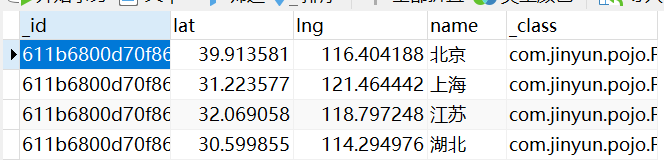 _id lat lng name _class
611b6800d70f86 39.913581 116.404188 北京 com.jinyun.pojo.F
611b6800d70f86 31.223577 121.464442 上海 com.jinyun.pojo.F
611b6800d70f86 32.069058 118.797248 江苏 com.jinyun.pojo.F
611b6800d70f86 30.599855 114.294976 湖北 com.jinyun.pojo.F